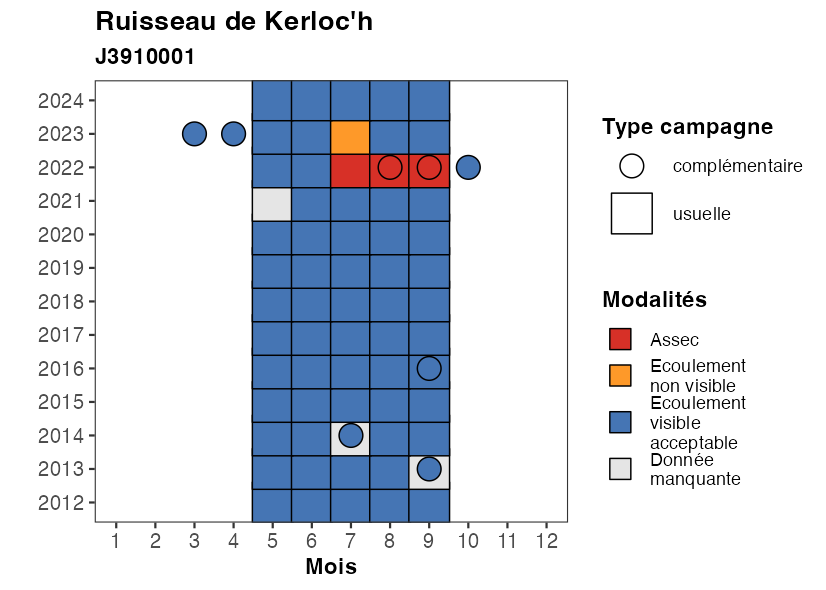 Ruisseau de Kerloc'h
J3910001
2024
2023
2022
2021
2020
2019
2018
2017
2016
2015
2014
2013
2012
1 2 3 4 5 6 7 8 9 10 11 12
Mois
Type campagne
complémentaire
usuelle
Modalités
Assec
Ecoulement
non visible
Ecoulement
visible
acceptable
Donnée
manquante